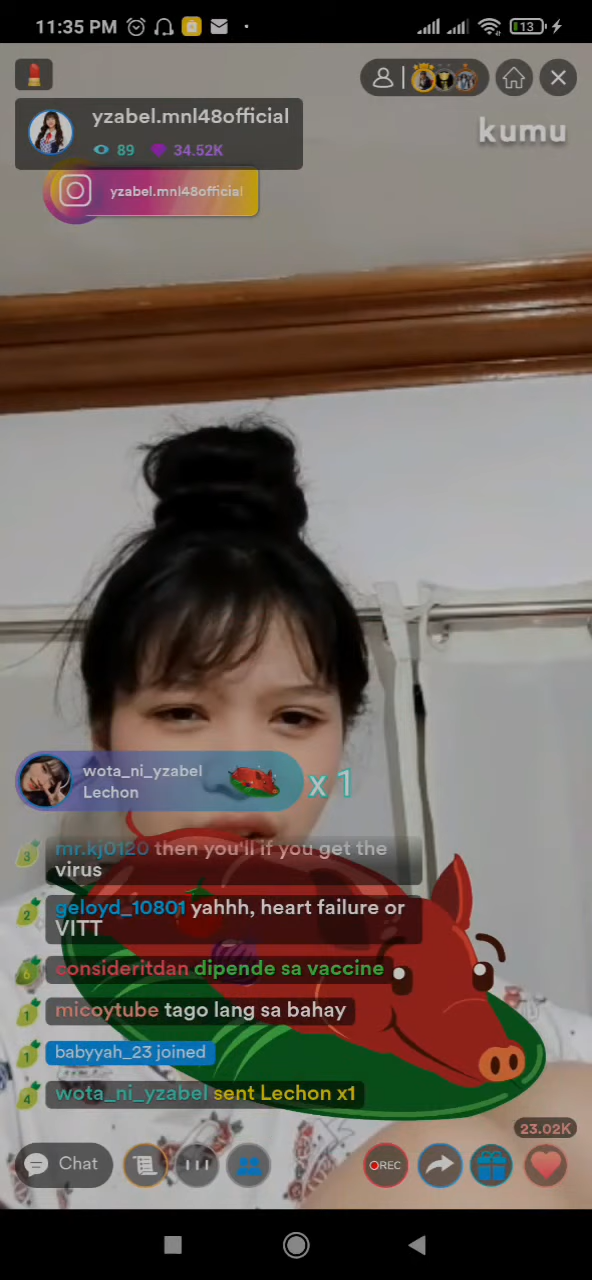 11:35 PM
13
yzabel.mnl48official
89
34.52K
kumu
yzabel.mnl48official
wota_ni_yzabel
Lechon
x 1
3
mr.kj0120 then you'll if you get the
virus
2
geloyd_10801 yahhh, heart failure or
VITT
6
consideritdan dipende sa vaccine
1
micoytube tago lang sa bahay
1
babyyah_23 joined
4
wota_ni_yzabel sent Lechon x1
23.02K
Chat
REC